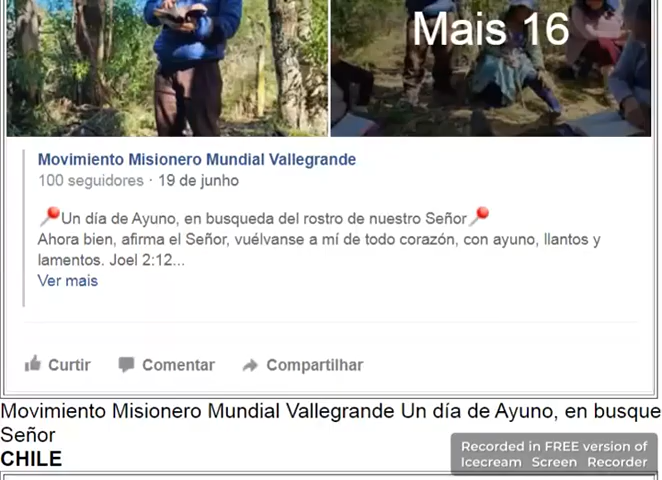 Mais 16
Movimiento Misionero Mundial Vallegrande
100 seguidores · 19 de junho
📍Un día de Ayuno, en busqueda del rostro de nuestro Señor📍
Ahora bien, afirma el Señor, vuélvanse a mí de todo corazón, con ayuno, llantos y
lamentos. Joel 2:12...
Ver mais
Curtir Comentar Compartilhar
Movimiento Misionero Mundial Vallegrande Un día de Ayuno, en busque
Señor
CHILE
Recorded in FREE version of
Icecream Screen Recorder